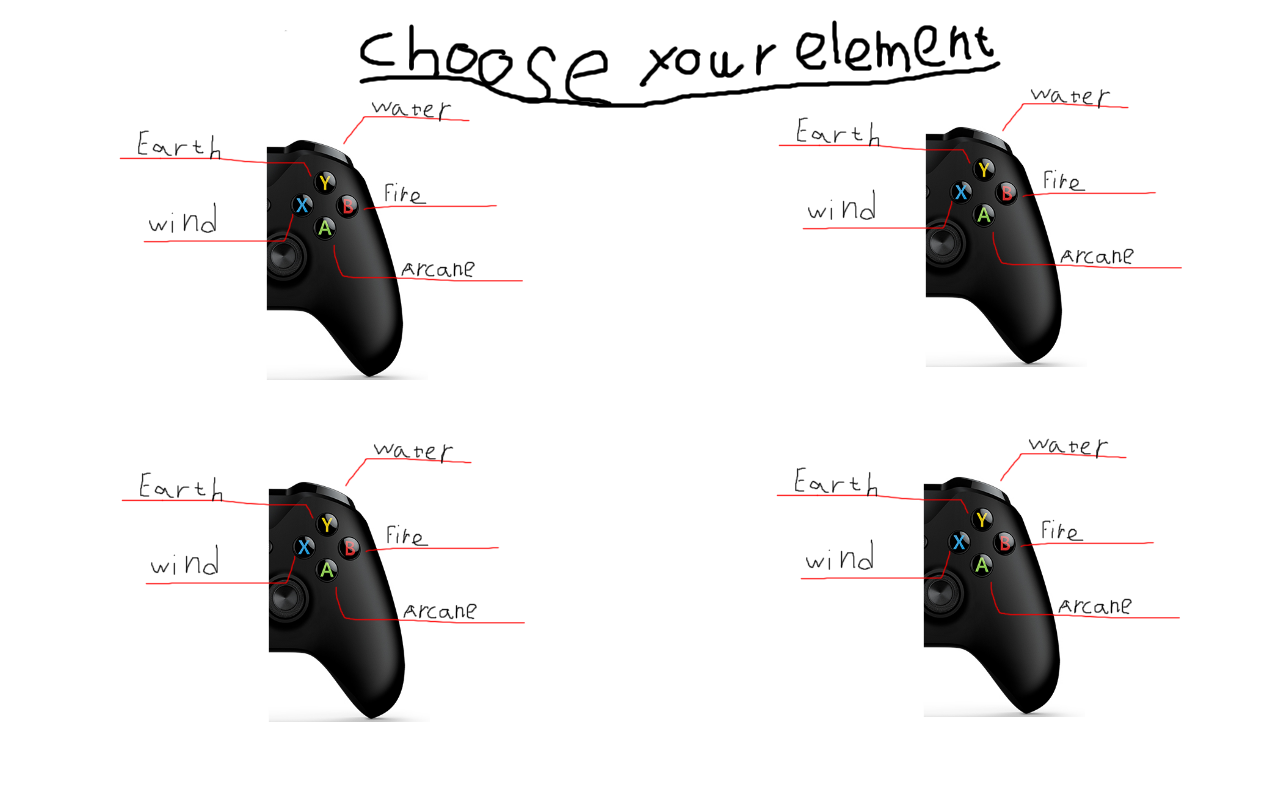 choose your element
water
Earth
Y
Fire
X
B
wind
A
Arcane
water
Earth
Y
Fire
X
B
wind
A
Arcane
water
Earth
Y
Fire
X
B
wind
A
Arcane
water
Earth
Y
Fire
X
B
wind
A
Arcane